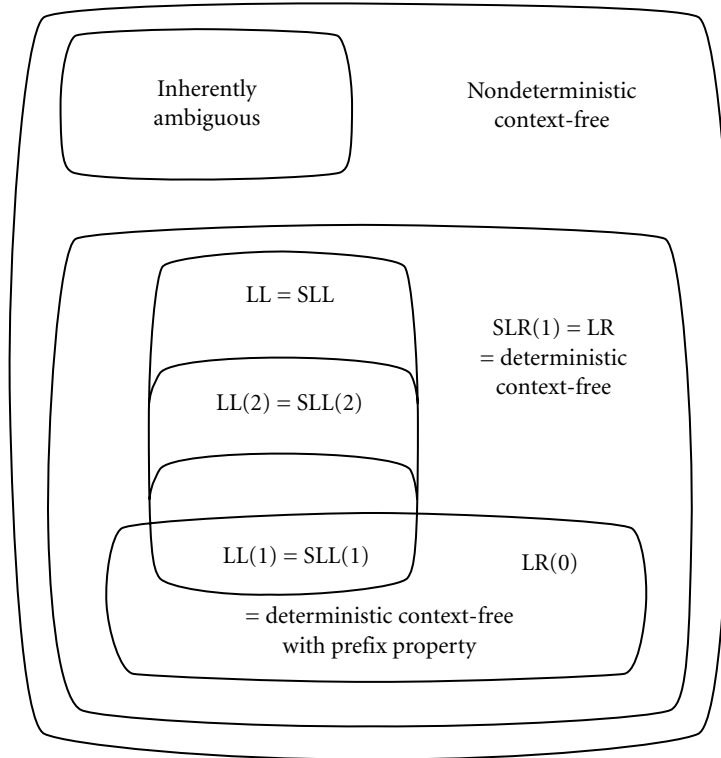 Inherently
ambiguous
Nondeterministic
context-free
LL = SLL
SLR(1) = LR
= deterministic
context-free
LL(2) = SLL(2)
LL(1) = SLL(1)
LR(0)
= deterministic context-free
with prefix property